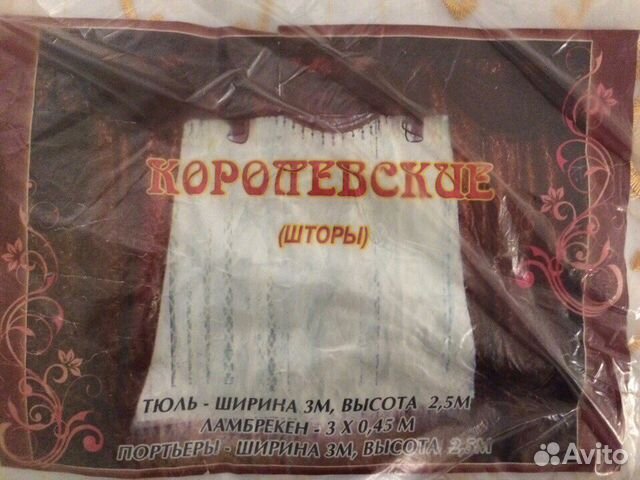 КОРОЛЕВСКИЕ
(ШТОРЫ)
ТЮЛЬ - ШИРИНА 3М, ВЫСОТА 2,5М
ЛАМБРЕКЕН - 3 Х 0,45 М
ПОРТЬЕРЫ - ШИРИНА 3М, ВЫСОТА 2,5М
Avito